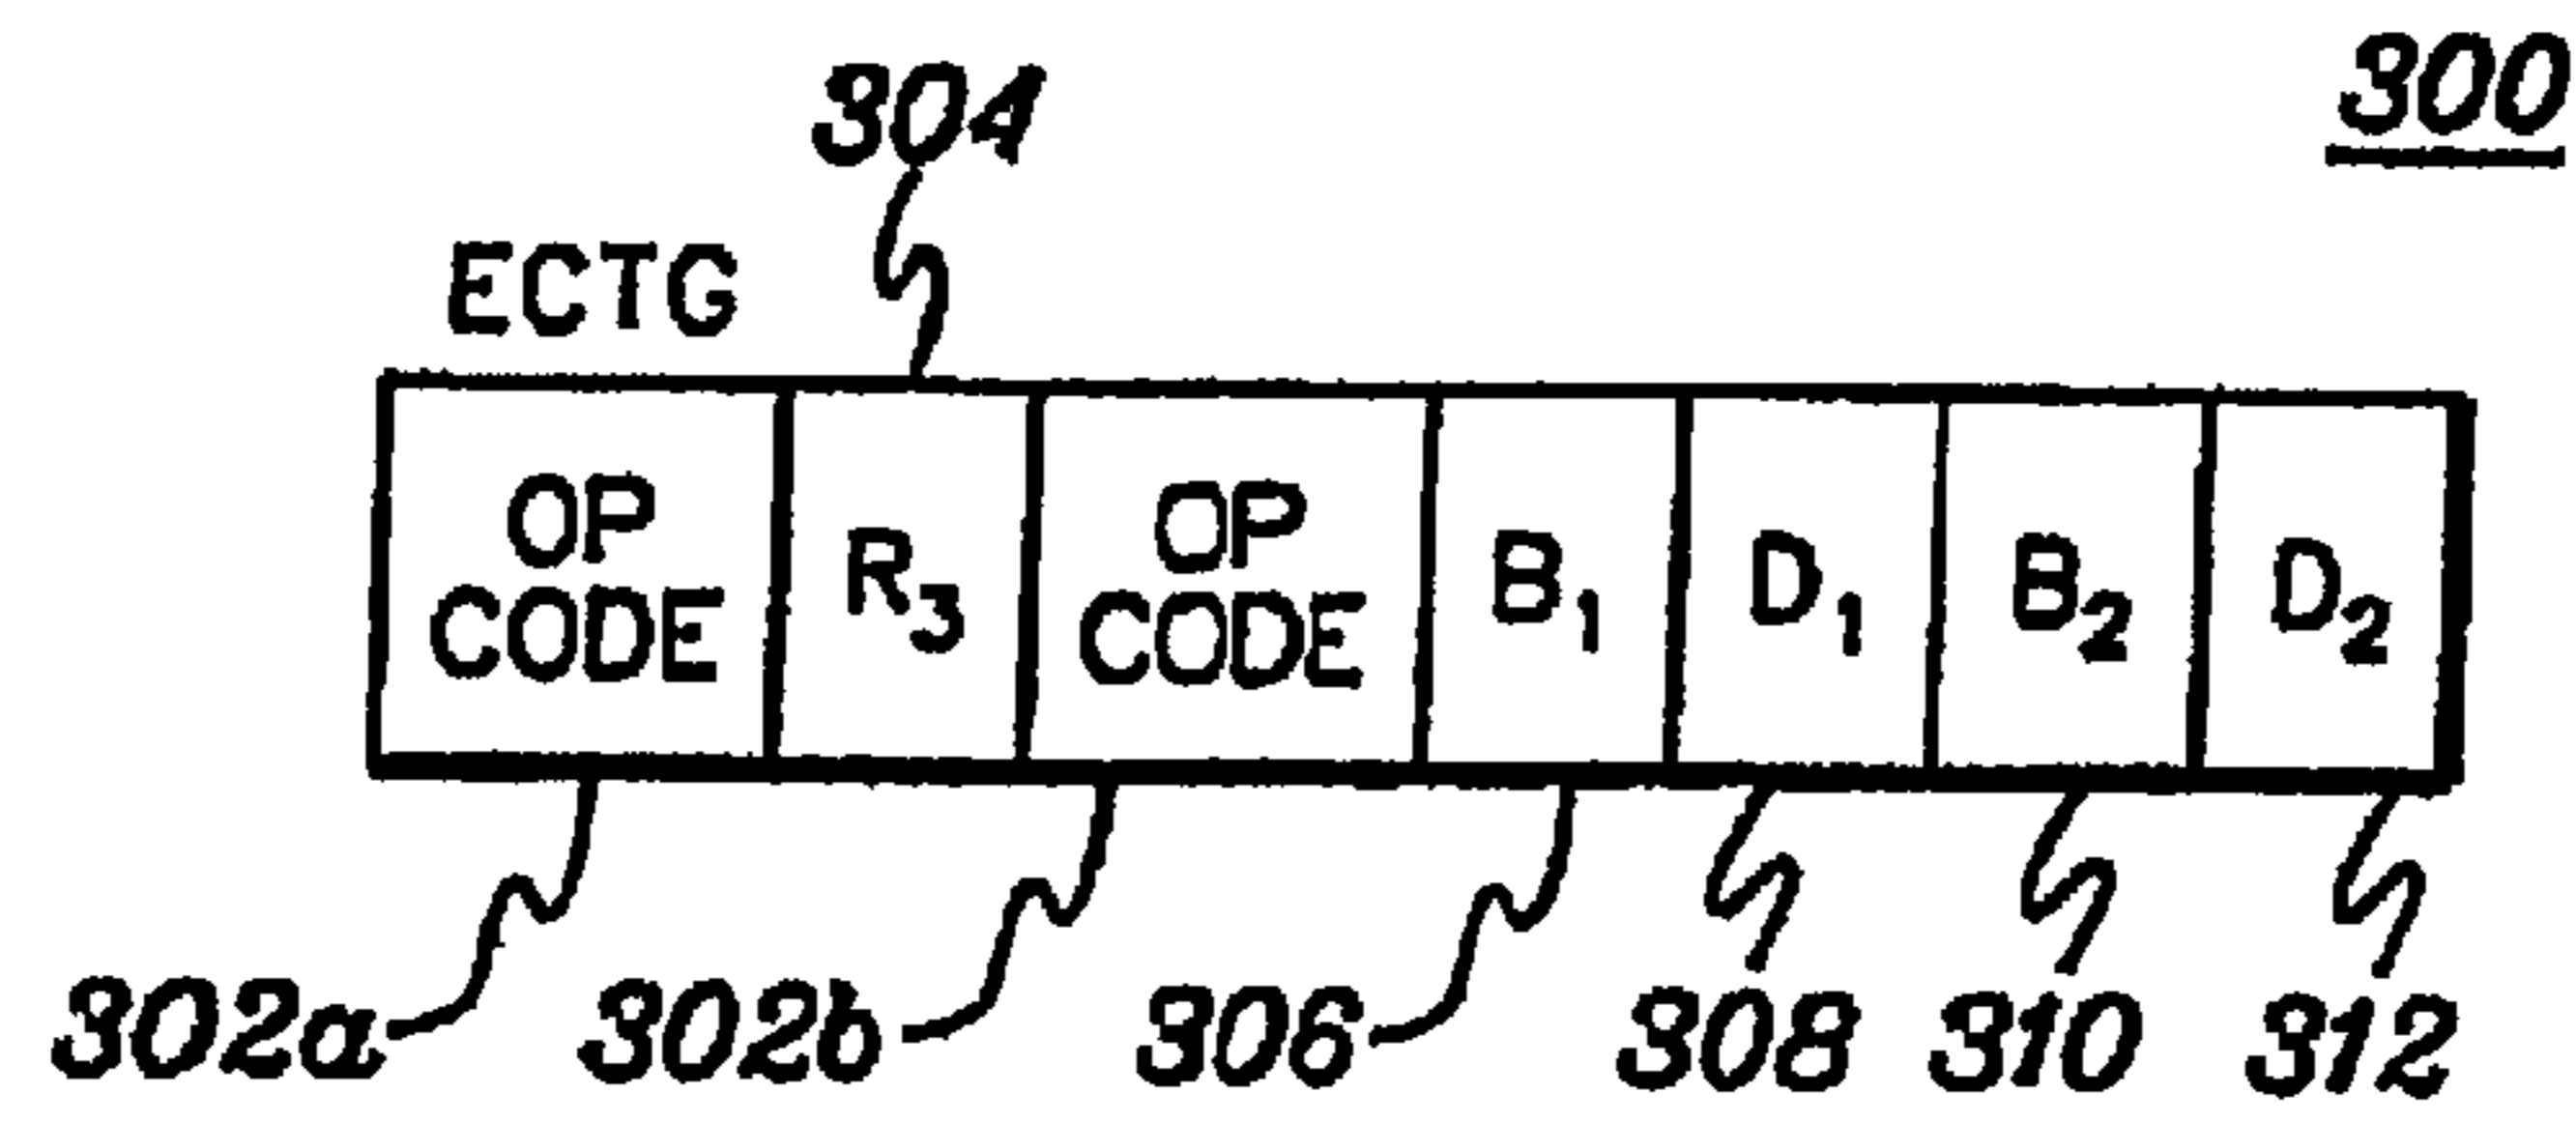 300
304
ECTG
OP CODE R3 OP CODE B1 D1 B2 D2
302a 302b 306 308 310 312